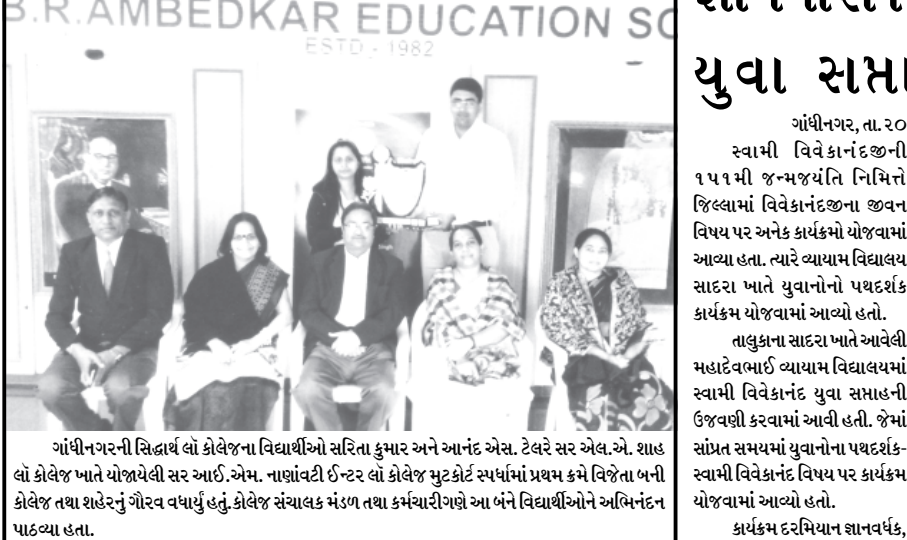 B.R.AMBEDKAR EDUCATION SO
ESTD - 1982
ગાંધીનગરની સિદ્ધાર્થ લૉ કોલેજના વિદ્યાર્થીઓ સરિતા કુમાર અને આનંદ એસ. ટેલરે સર એલ.એ. શાહ
લૉ કોલેજ ખાતે યોજાયેલી સર આઈ.એમ. નાણાંવટી ઈન્ટર લૉ કોલેજ મુટકોર્ટ સ્પર્ધામાં પ્રથમ ક્રમે વિજેતા બની
કોલેજ તથા શહેરનું ગૌરવ વધાર્યું હતું.કોલેજ સંચાલક મંડળ તથા કર્મચારીગણે આ બંને વિદ્યાર્થીઓને અભિનંદન
પાઠવ્યા હતા.
યુવા સપ્તા
ગાંધીનગર, તા.૨૦
સ્વામી વિવેકાનંદજીની
૧૫૧મી જન્મજયંતિ નિમિત્તે
જિલ્લામાં વિવેકાનંદજીના જીવન
વિષય પર અનેક કાર્યક્રમો યોજવામાં
આવ્યા હતા. ત્યારે વ્યાયામ વિદ્યાલય
સાદરા ખાતે યુવાનોનો પથદર્શક
કાર્યક્રમ યોજવામાં આવ્યો હતો.
તાલુકાના સાદરા ખાતે આવેલી
મહાદેવભાઈ વ્યાયામ વિદ્યાલયમાં
સ્વામી વિવેકાનંદ યુવા સપ્તાહની
ઉજવણી કરવામાં આવી હતી. જેમાં
સાંપ્રત સમયમાં યુવાનોના પથદર્શક-
સ્વામી વિવેકાનંદ વિષય પર કાર્યક્રમ
યોજવામાં આવ્યો હતો.
કાર્યક્રમ દરમિયાન જ્ઞાનવર્ધક,